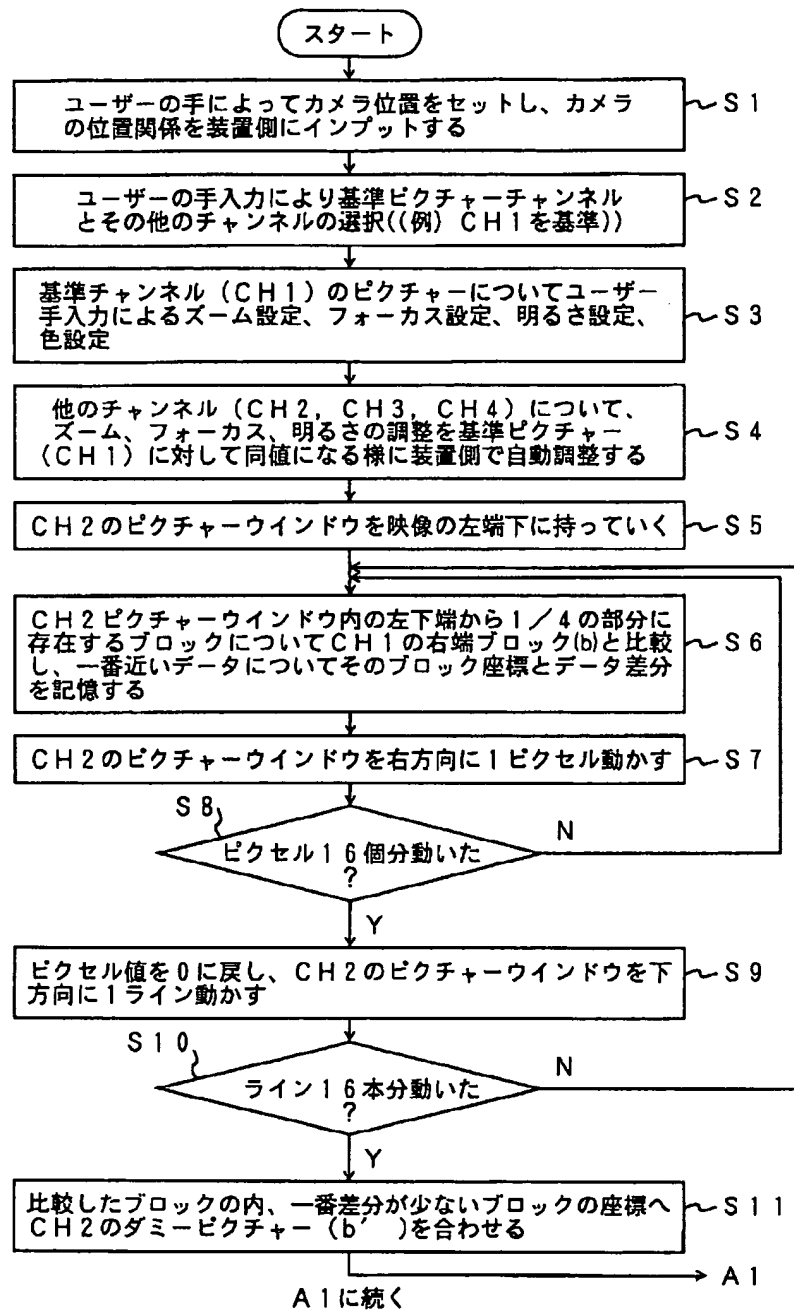 スタート
ユーザーの手によってカメラ位置をセットし、カメラ
の位置関係を装置側にインプットする
S1
ユーザーの手入力により基準ピクチャーチャンネル
とその他のチャンネルの選択((例)CH1を基準))
S2
基準チャンネル(CH1)のピクチャーについてユーザー
手入力によるズーム設定、フォーカス設定、明るさ設定、
色設定
S3
他のチャンネル(CH2,CH3,CH4)について、
ズーム、フォーカス、明るさの調整を基準ピクチャー
(CH1)に対して同値になる様に装置側で自動調整する
S4
CH2のピクチャーウインドウを映像の左端下に持っていく
S5
CH2ピクチャーウインドウ内の左下端から1/4の部分に
存在するブロックについてCH1の右端ブロック(b)と比較
し、一番近いデータについてそのブロック座標とデータ差分
を記憶する
S6
CH2のピクチャーウインドウを右方向に1ピクセル動かす
S7
S8
ピクセル16個分動いた
?
N
Y
ピクセル値を0に戻し、CH2のピクチャーウインドウを下
方向に1ライン動かす
S9
S10
ライン16本分動いた
?
N
Y
比較したブロックの内、一番差分が少ないブロックの座標へ
CH2のダミーピクチャー(b′ )を合わせる
S11
A1
A1に続く